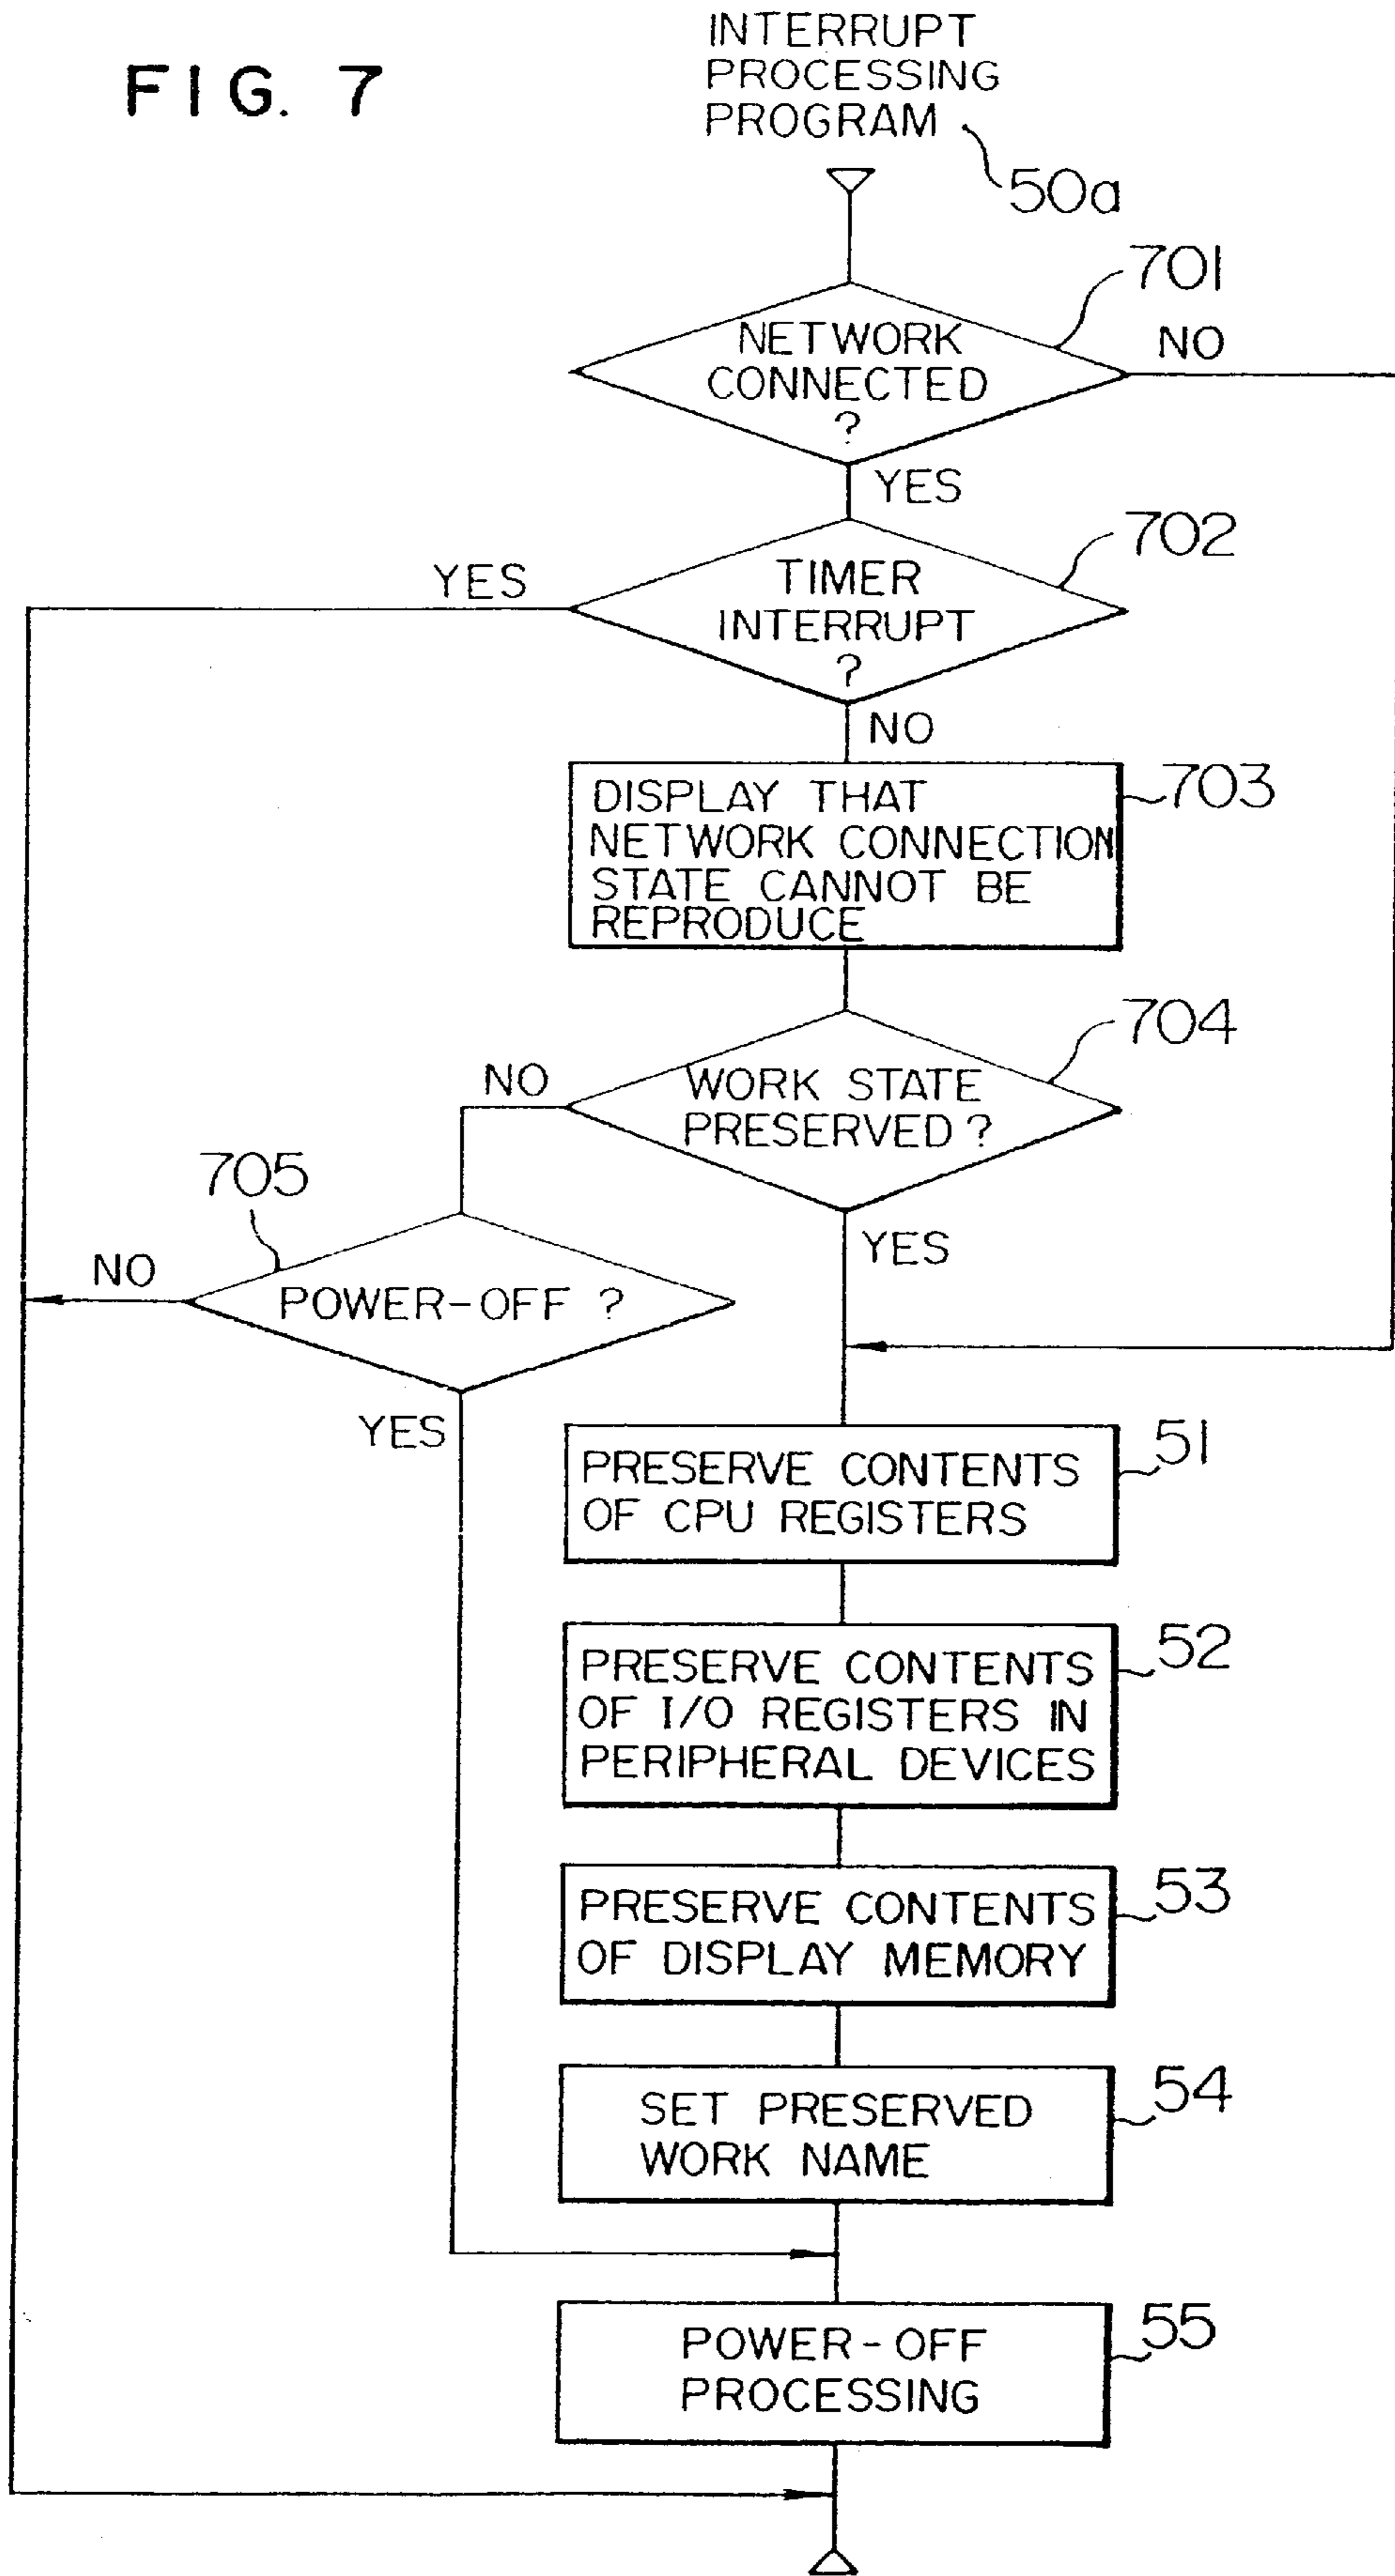 FIG. 7
INTERRUPT
PROCESSING
PROGRAM
50a
701
NETWORK
CONNECTED
?
NO
YES
702
YES
TIMER
INTERRUPT
?
NO
703
DISPLAY THAT
NETWORK CONNECTION
STATE CANNOT BE
REPRODUCE
704
NO
WORK STATE
PRESERVED ?
705
YES
NO
POWER-OFF ?
YES
51
PRESERVE CONTENTS
OF CPU REGISTERS
52
PRESERVE CONTENTS
OF I/O REGISTERS IN
PERIPHERAL DEVICES
53
PRESERVE CONTENTS
OF DISPLAY MEMORY
54
SET PRESERVED
WORK NAME
55
POWER-OFF
PROCESSING